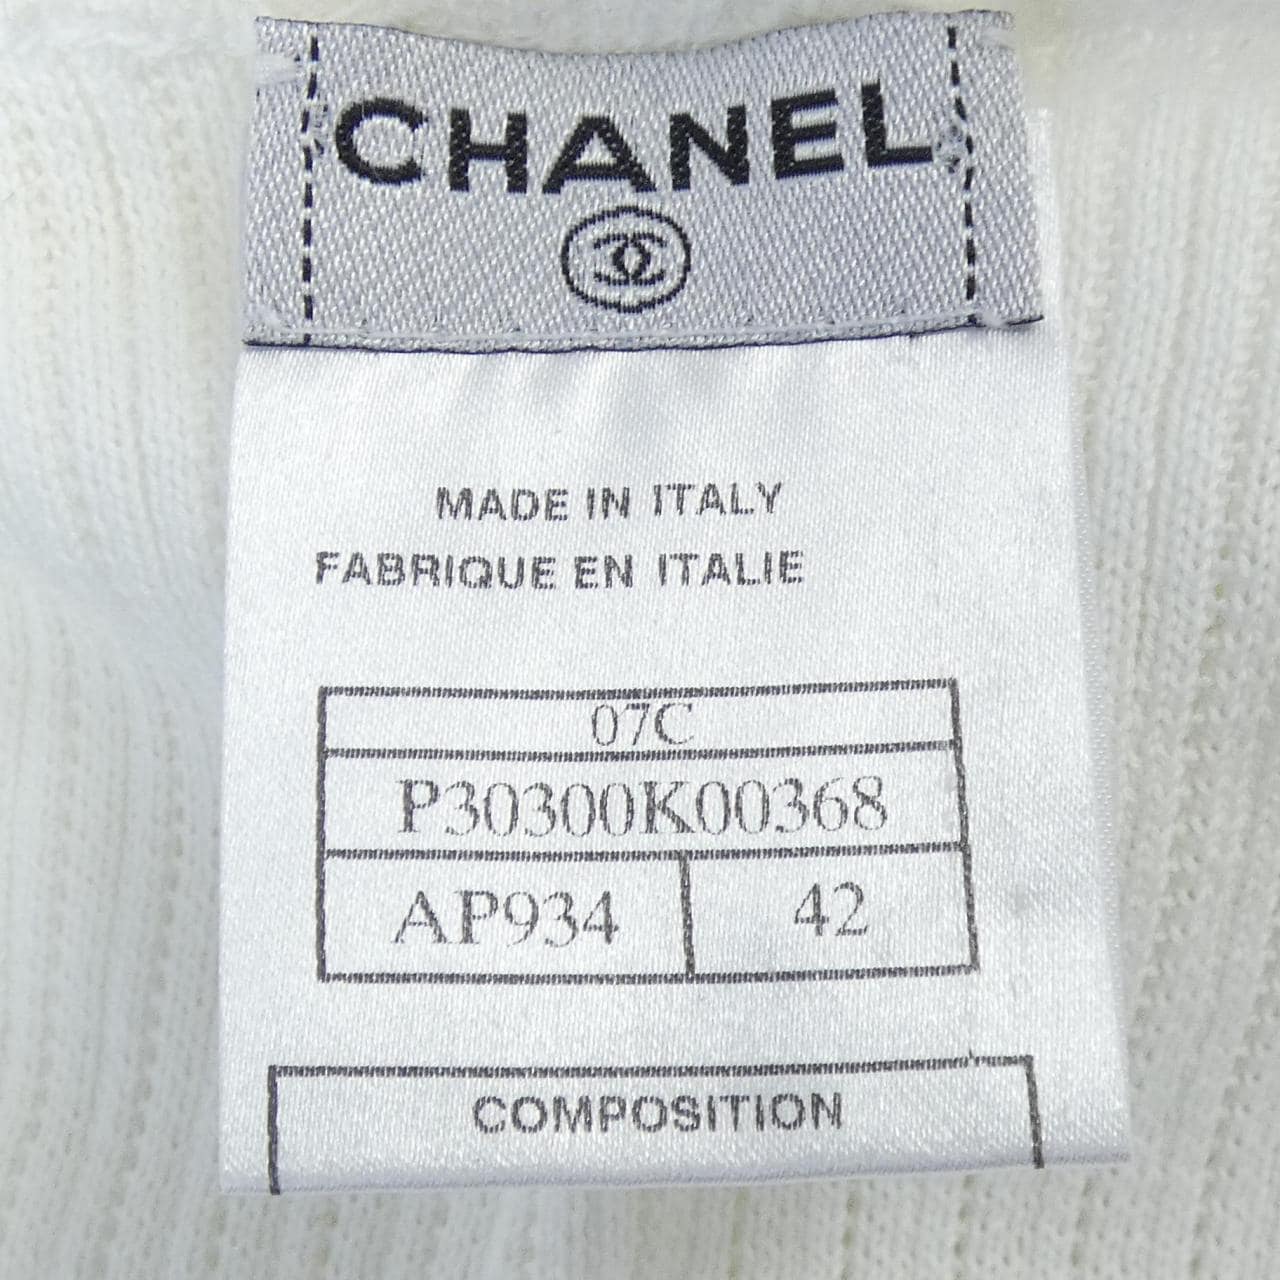 CHANEL
MADE IN ITALY
FABRIQUE EN ITALIE
07C
P30300K00368
AP934 42
COMPOSITION